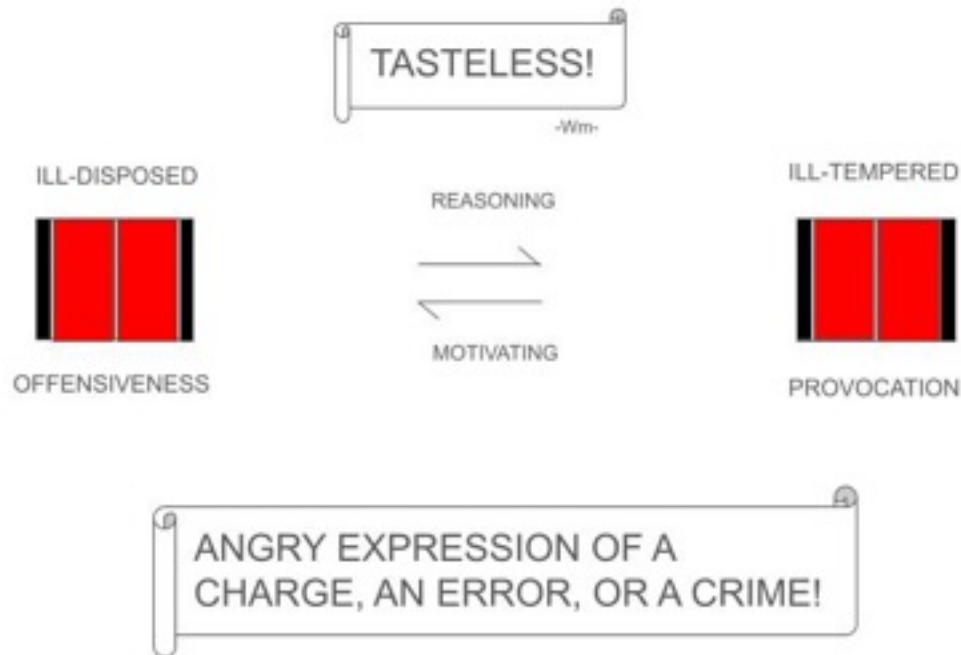 TASTELESS!
-Wm-
ILL-DISPOSED
ILL-TEMPERED
REASONING
MOTIVATING
OFFENSIVENESS
PROVOCATION
ANGRY EXPRESSION OF A
CHARGE, AN ERROR, OR A CRIME!